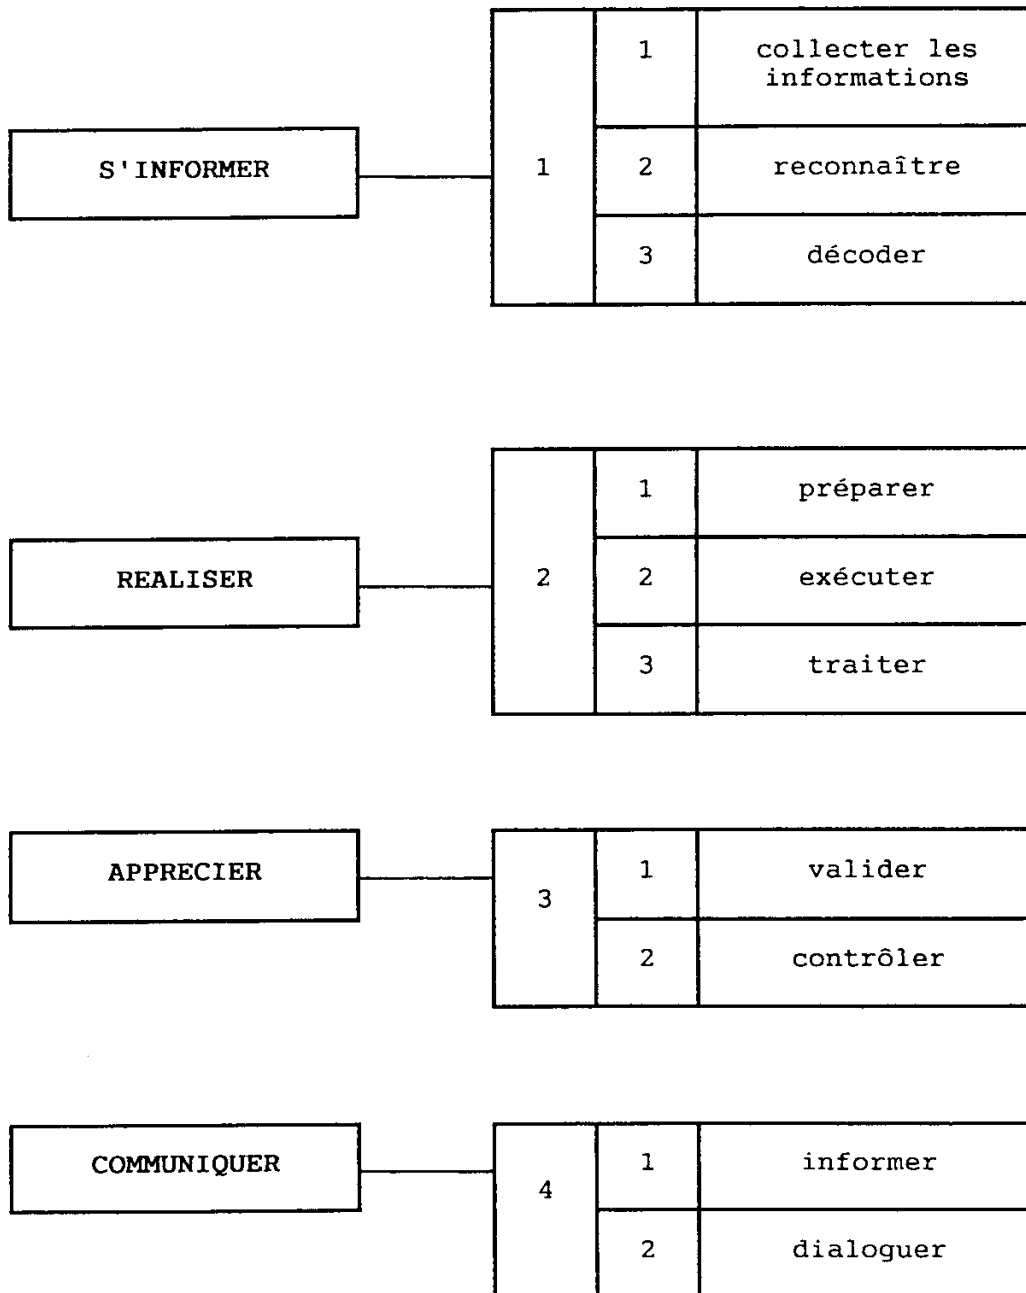 S'INFORMER
1
1 collecter les
informations
2 reconnaître
3 décoder
REALISER
2
1 préparer
2 exécuter
3 traiter
APPRECIER
3
1 valider
2 contrôler
COMMUNIQUER
4
1 informer
2 dialoguer